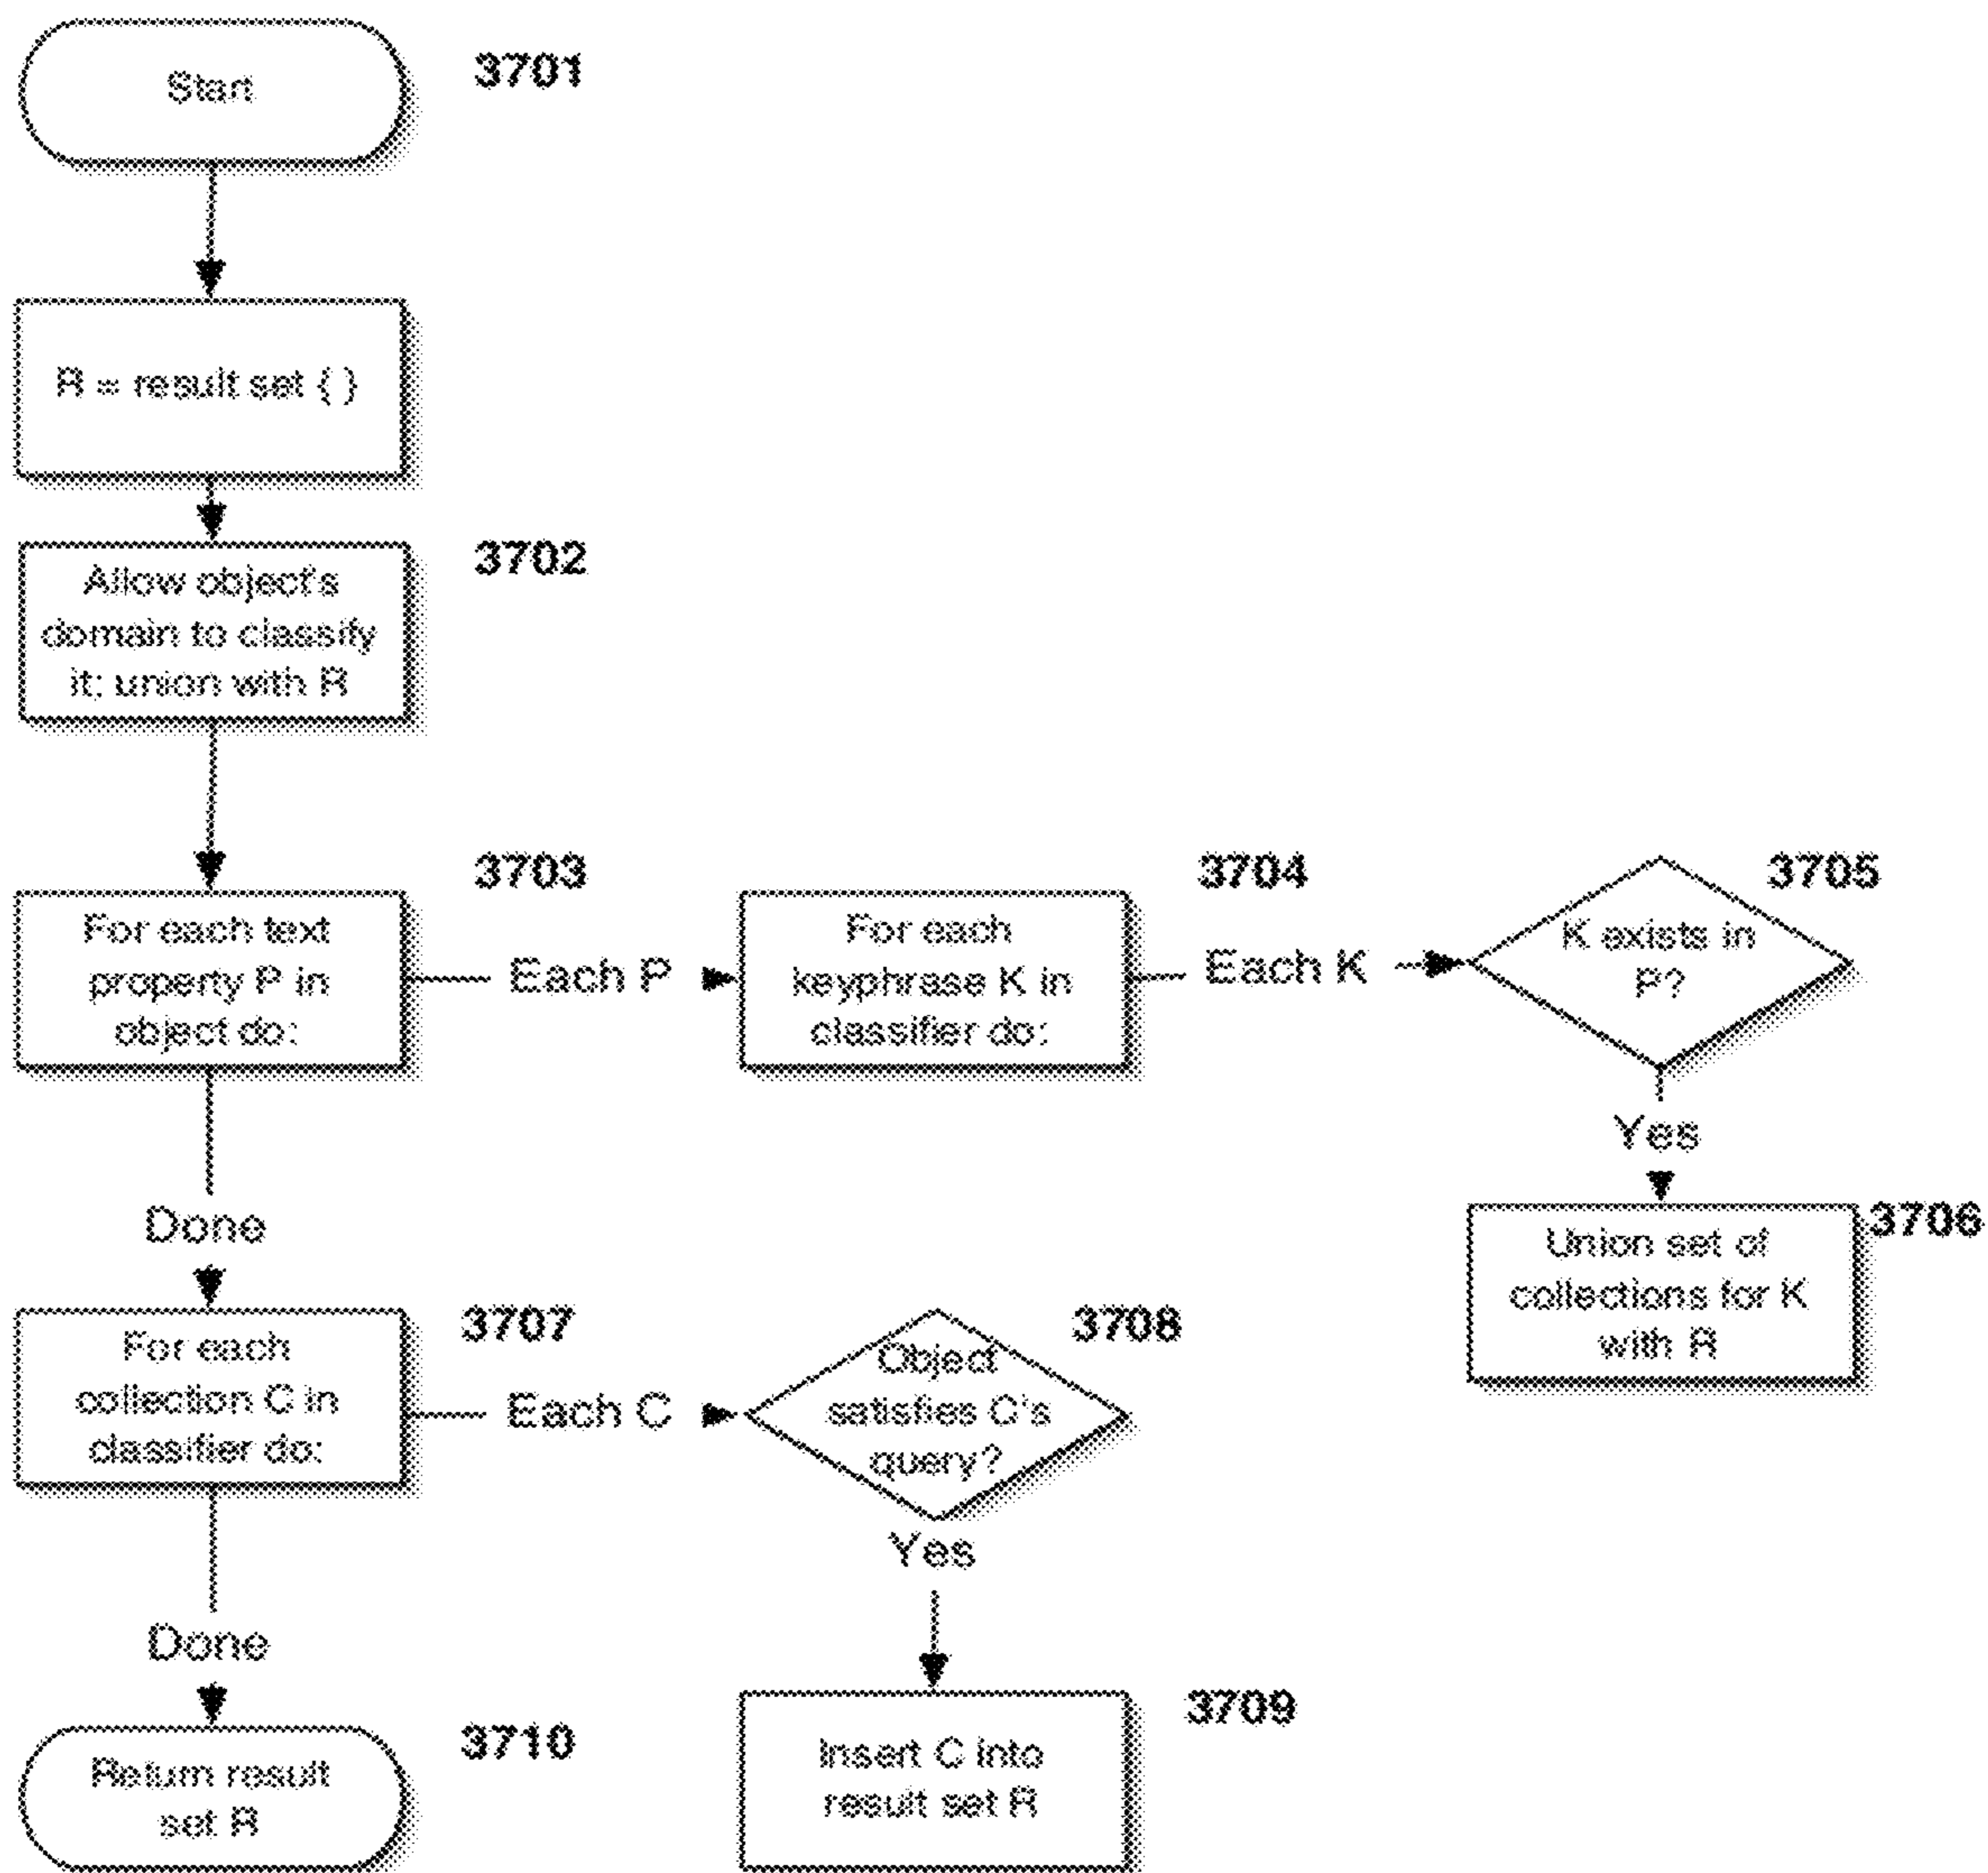 Start
3701
R = result set { }
3702
Allow object's
domain to classify
it; union with R
3703
For each text
property P in
object do:
Each P
3704
For each
keyphrase K in
classifier do:
Each K
3705
K exists in
P?
Yes
3706
Union set of
collections for K
with R
Done
3707
For each
collection C in
classifier do:
Each C
3708
Object
satisfies C's
query?
Yes
3709
Insert C into
result set R
Done
3710
Return result
set R